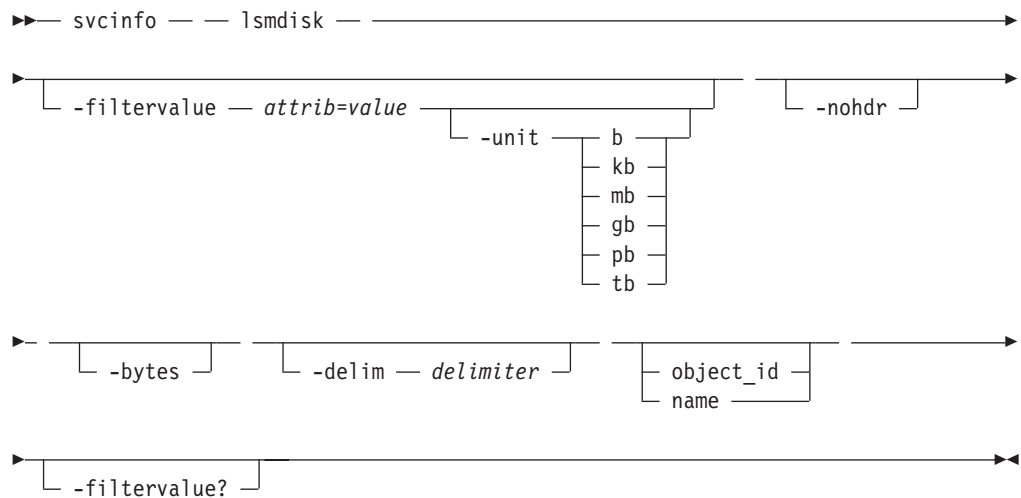 svcinfo lsmdisk
-filtervalue attrib=value -nohdr
-unit b
kb
mb
gb
pb
tb
-bytes -delim delimiter object_id
name
-filtervalue?